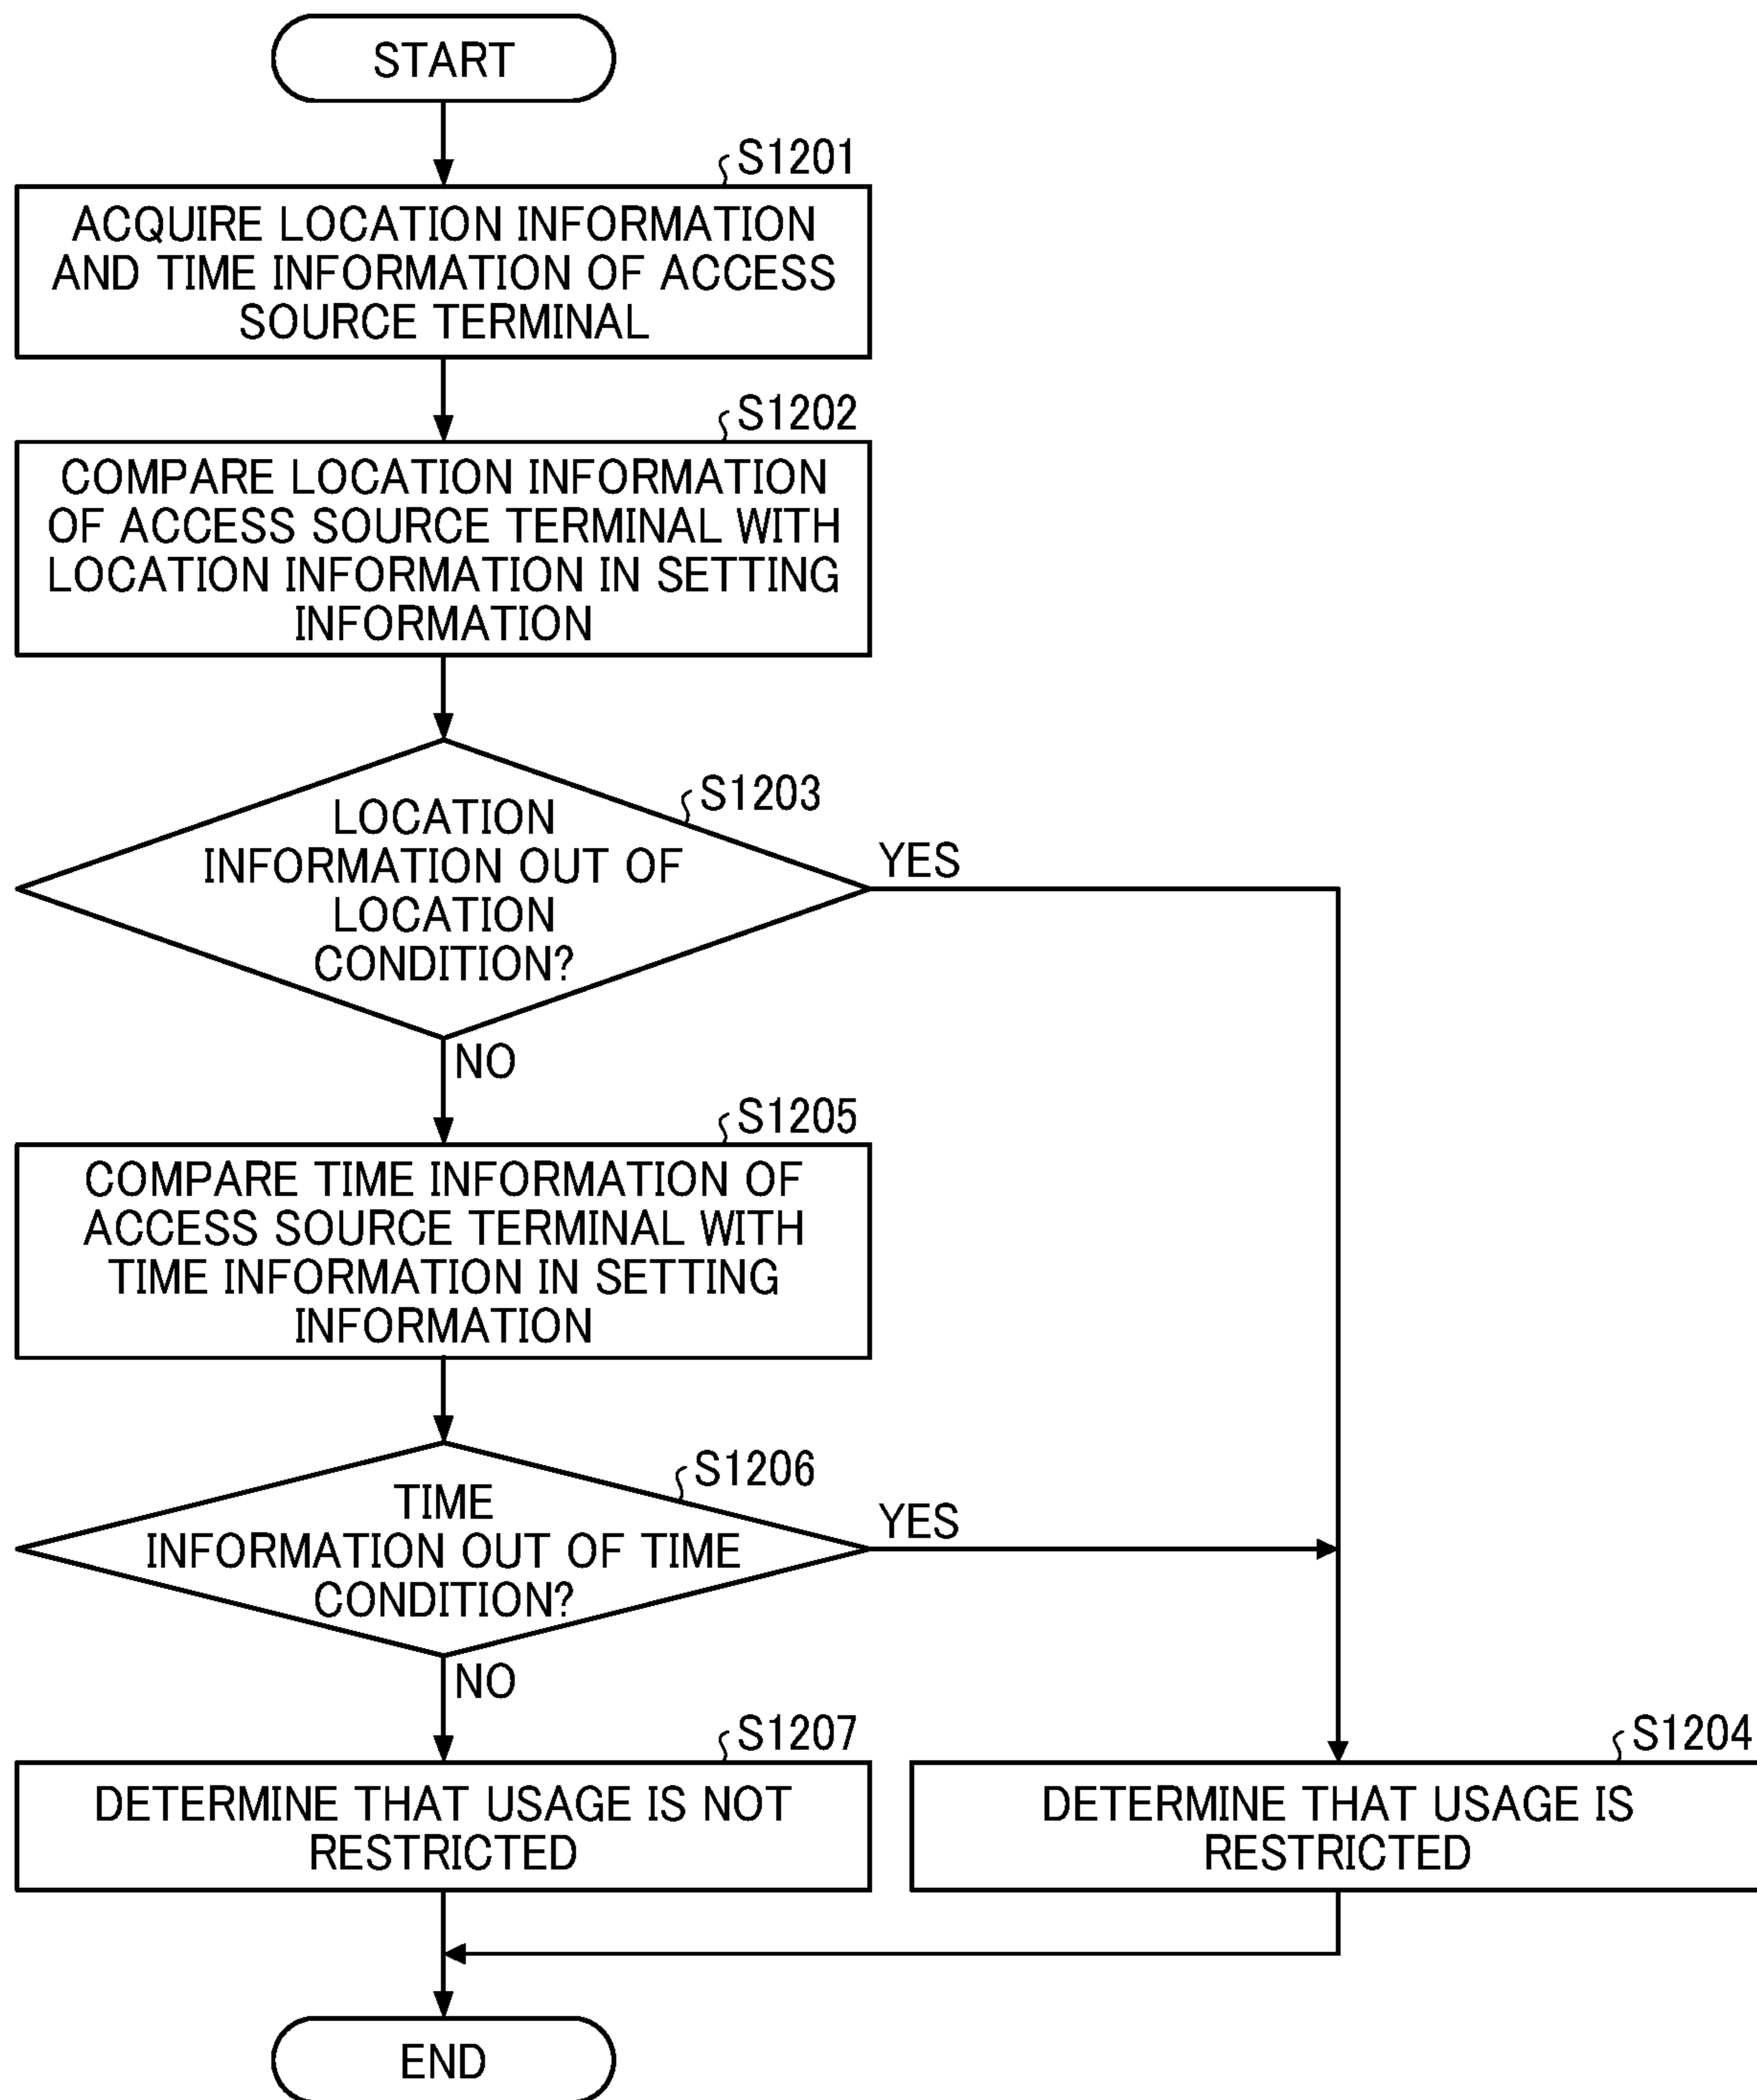 START
S1201
ACQUIRE LOCATION INFORMATION
AND TIME INFORMATION OF ACCESS
SOURCE TERMINAL
S1202
COMPARE LOCATION INFORMATION
OF ACCESS SOURCE TERMINAL WITH
LOCATION INFORMATION IN SETTING
INFORMATION
S1203
LOCATION
INFORMATION OUT OF
LOCATION
CONDITION?
YES
NO
S1205
COMPARE TIME INFORMATION OF
ACCESS SOURCE TERMINAL WITH
TIME INFORMATION IN SETTING
INFORMATION
S1206
TIME
INFORMATION OUT OF TIME
CONDITION?
YES
NO
S1207
DETERMINE THAT USAGE IS NOT
RESTRICTED
S1204
DETERMINE THAT USAGE IS
RESTRICTED
END